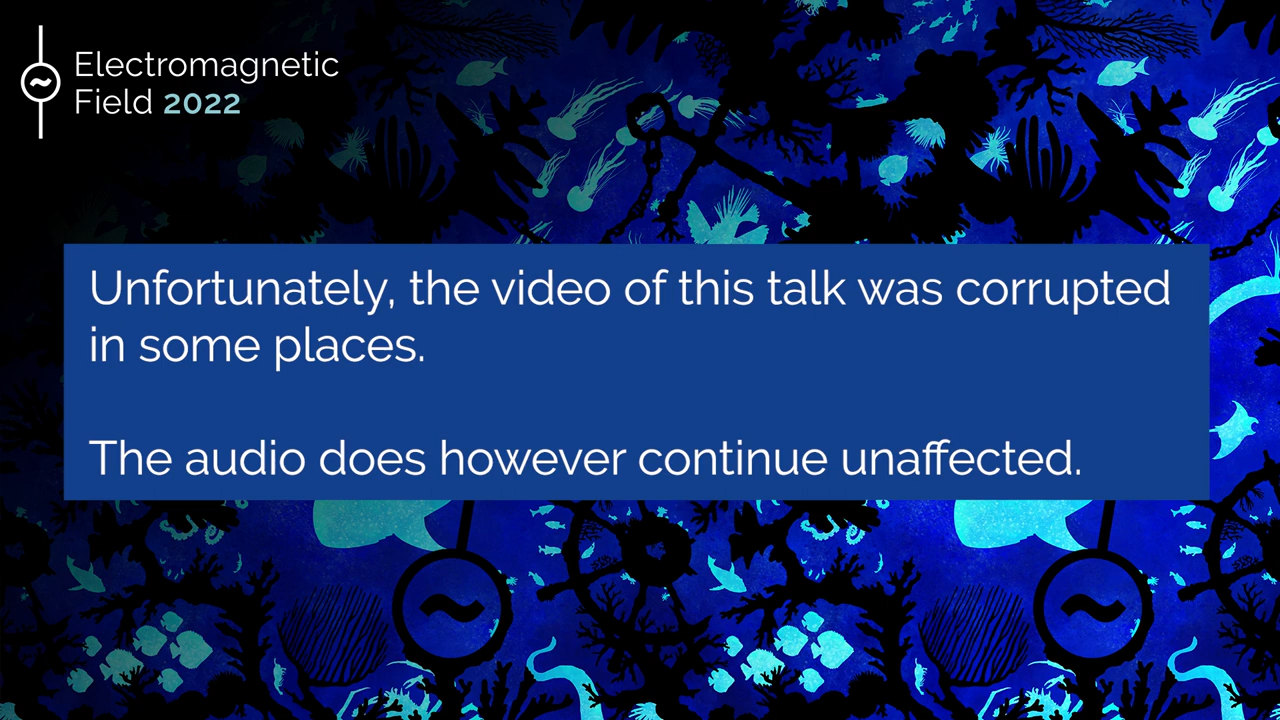 Electromagnetic
Field 2022
Unfortunately, the video of this talk was corrupted
in some places.
The audio does however continue unaffected.